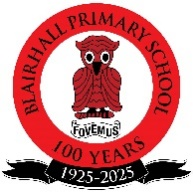 BLAIRHALL PRIMARY SCHOOL
FOVEMUS
100 YEARS
1925-2025